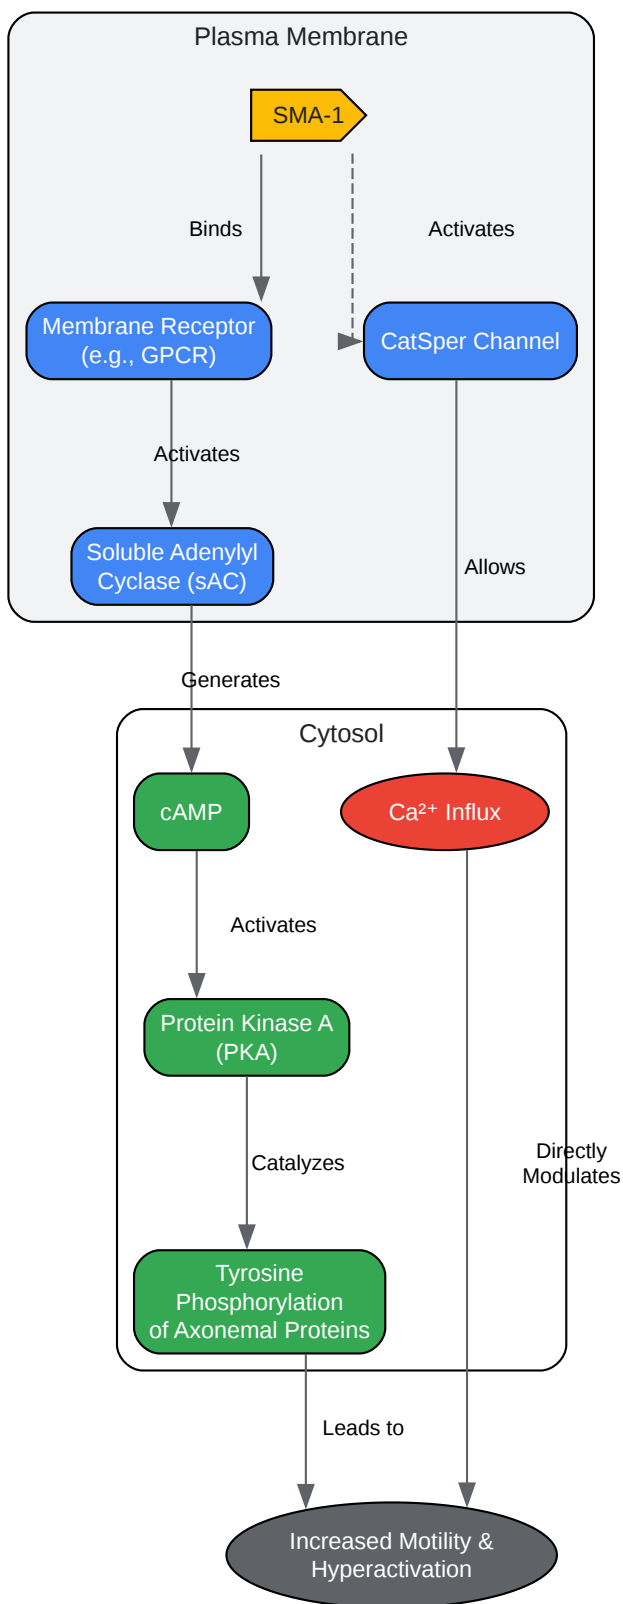 Plasma Membrane
SMA-1
Binds
Activates
Membrane Receptor
(e.g., GPCR)
CatSper Channel
Activates
Soluble Adenylyl
Cyclase (sAC)
Allows
Generates
Cytosol
cAMP
Ca²⁺ Influx
Activates
Protein Kinase A
(PKA)
Catalyzes
Directly
Modulates
Tyrosine
Phosphorylation
of Axonemal Proteins
Leads to
Increased Motility &
Hyperactivation